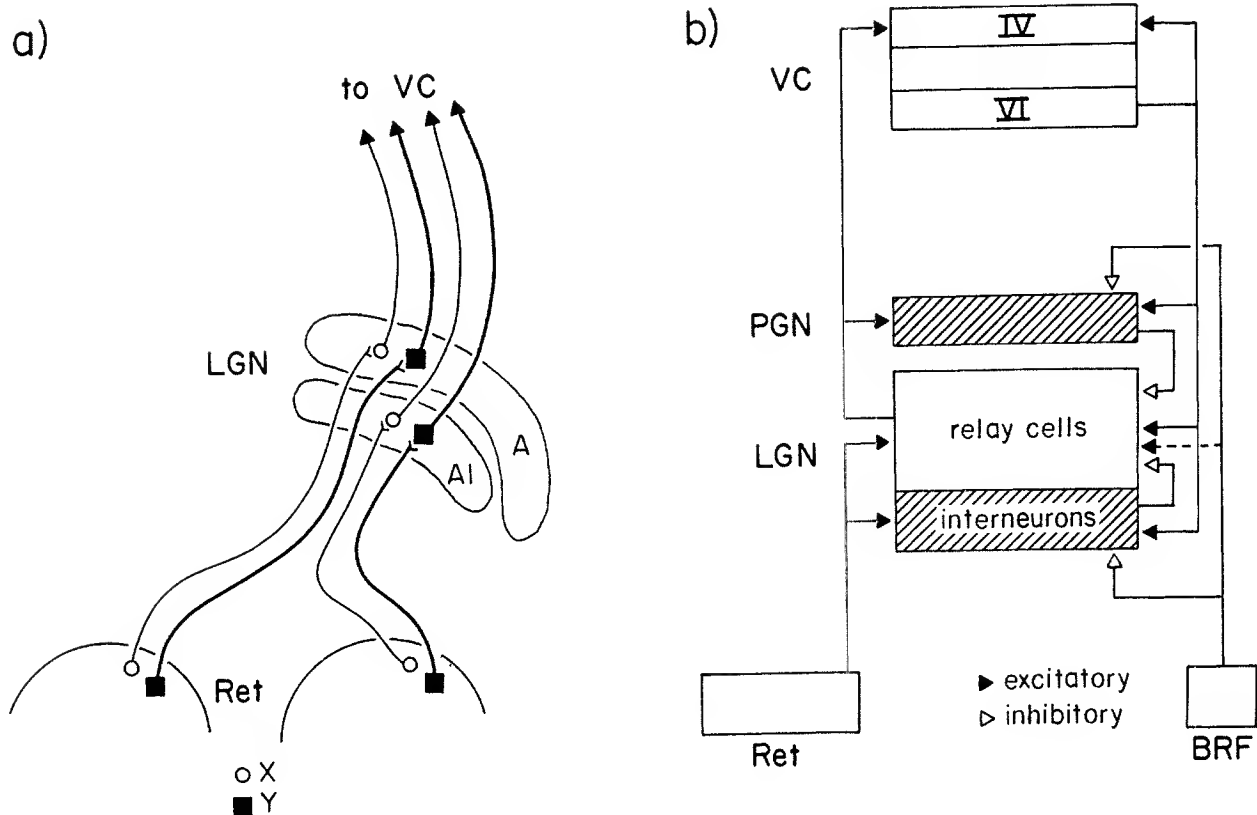 a)
to VC
LGN
A
AI
Ret
X
Y
b)
IV
VC
VI
PGN
relay cells
LGN
interneurons
excitatory
inhibitory
Ret
BRF